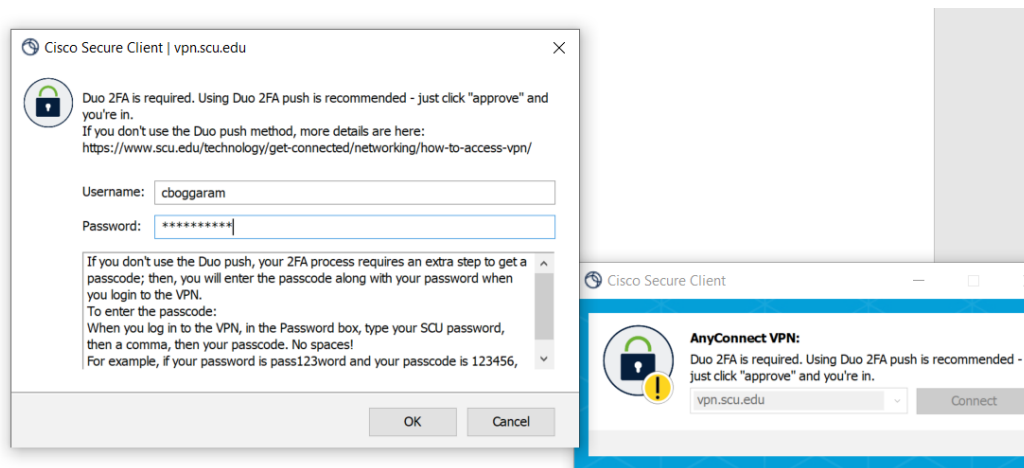 Cisco Secure Client | vpn.scu.edu
Duo 2FA is required. Using Duo 2FA push is recommended - just click "approve" and
you're in.
If you don't use the Duo push method, more details are here:
https://www.scu.edu/technology/get-connected/networking/how-to-access-vpn/
Username: cboggaram
Password: **********
If you don't use the Duo push, your 2FA process requires an extra step to get a
passcode; then, you will enter the passcode along with your password when
you login to the VPN.
To enter the passcode:
When you log in to the VPN, in the Password box, type your SCU password,
then a comma, then your passcode. No spaces!
For example, if your password is pass123word and your passcode is 123456,
OK Cancel
Cisco Secure Client
AnyConnect VPN:
Duo 2FA is required. Using Duo 2FA push is recommended -
just click "approve" and you're in.
vpn.scu.edu Connect